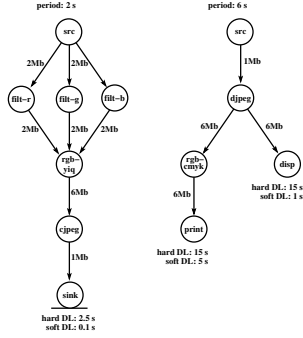 period: 2 s
src
2Mb
2Mb
2Mb
filt-r
filt-g
filt-b
2Mb
2Mb
2Mb
rgb-
yiq
6Mb
cjpeg
1Mb
sink
hard DL: 2.5 s
soft DL: 0.1 s
period: 6 s
src
1Mb
djpeg
6Mb
6Mb
rgb-
cmyk
disp
hard DL: 15 s
soft DL: 1 s
6Mb
print
hard DL: 15 s
soft DL: 5 s